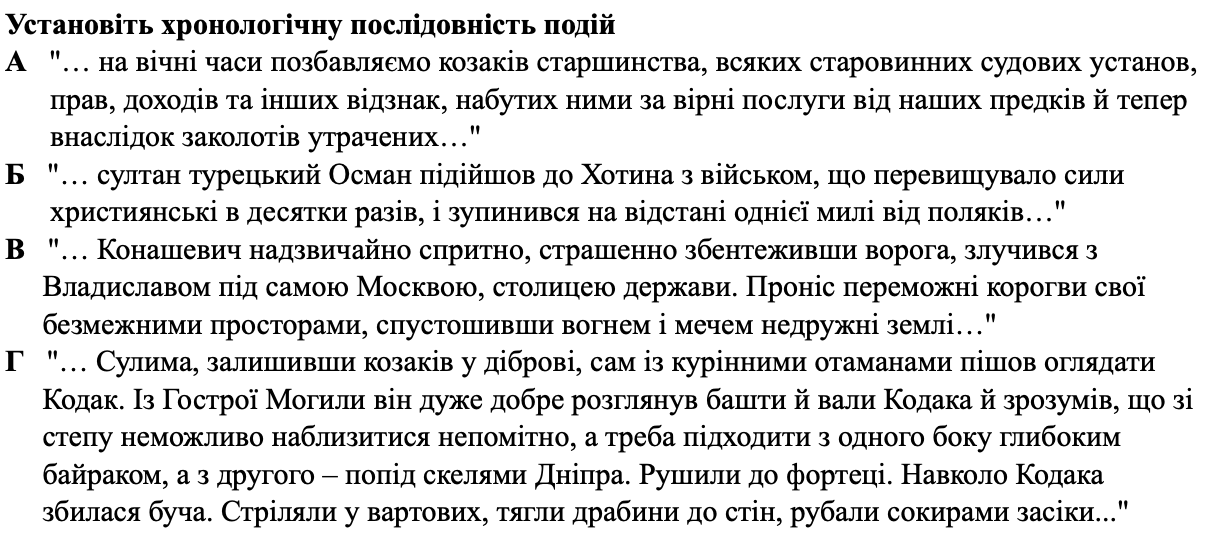 Установіть хронологічну послідовність подій
А "… на вічні часи позбавляємо козаків старшинства, всяких старовинних судових установ,
прав, доходів та інших відзнак, набутих ними за вірні послуги від наших предків й тепер
внаслідок заколотів утрачених…"
Б "… султан турецький Осман підійшов до Хотина з військом, що перевищувало сили
християнські в десятки разів, і зупинився на відстані однієї милі від поляків…"
В "… Конашевич надзвичайно спритно, страшенно збентеживши ворога, злучився з
Владиславом під самою Москвою, столицею держави. Проніс переможні корогви свої
безмежними просторами, спустошивши вогнем і мечем недружні землі…"
Г "… Сулима, залишивши козаків у діброві, сам із курінними отаманами пішов оглядати
Кодак. Із Гострої Могили він дуже добре розглянув башти й вали Кодака й зрозумів, що зі
степу неможливо наблизитися непомітно, а треба підходити з одного боку глибоким
байраком, а з другого – попід скелями Дніпра. Рушили до фортеці. Навколо Кодака
збилася буча. Стріляли у вартових, тягли драбини до стін, рубали сокирами засіки..."